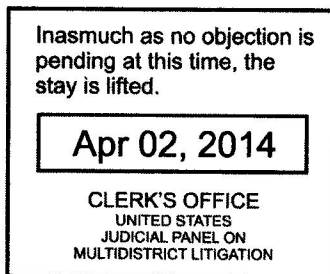 Inasmuch as no objection is
pending at this time, the
stay is lifted.
Apr 02, 2014
CLERK'S OFFICE
UNITED STATES
JUDICIAL PANEL ON
MULTIDISTRICT LITIGATION